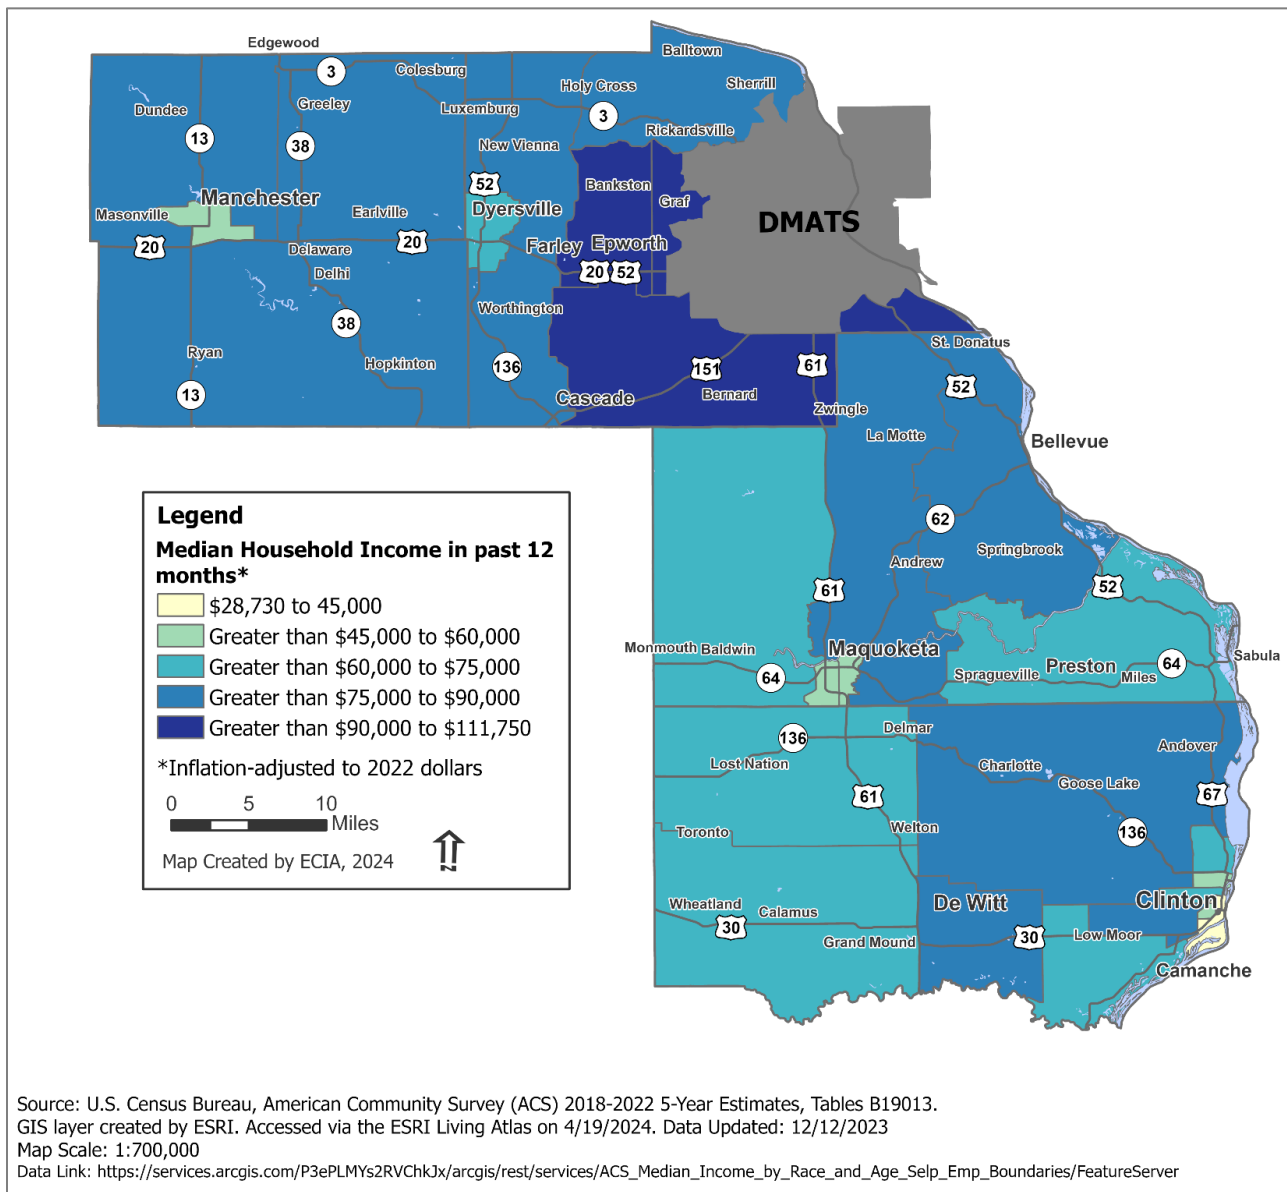 Edgewood
Balltown
3
Colesburg
Sherrill
Holy Cross
Dundee
Greeley
Luxemburg
3
Rickardsville
13
38
New Vienna
52
Bankston
Manchester
Graf
Masonville
Earlville
Dyersville
DMATS
20
Delaware
20
Farley
Epworth
Delhi
20
52
Worthington
38
St. Donatus
Ryan
Hopkinton
136
151
61
52
13
Cascade
Bernard
Zwingle
La Motte
Bellevue
62
Springbrook
Andrew
61
52
Monmouth
Baldwin
Maquoketa
Sabula
64
Spragueville
Preston
Miles
64
136
Delmar
Andover
Lost Nation
Charlotte
Goose Lake
61
67
Toronto
Welton
136
Wheatland
Calamus
De Witt
Clinton
30
Grand Mound
30
Low Moor
Camanche
Legend
Median Household Income in past 12
months*
$28,730 to 45,000
Greater than $45,000 to $60,000
Greater than $60,000 to $75,000
Greater than $75,000 to $90,000
Greater than $90,000 to $111,750
*Inflation-adjusted to 2022 dollars
0 5 10
Miles
Map Created by ECIA, 2024
N
Source: U.S. Census Bureau, American Community Survey (ACS) 2018-2022 5-Year Estimates, Tables B19013.
GIS layer created by ESRI. Accessed via the ESRI Living Atlas on 4/19/2024. Data Updated: 12/12/2023
Map Scale: 1:700,000
Data Link: https://services.arcgis.com/P3ePLMYs2RVChkJx/arcgis/rest/services/ACS_Median_Income_by_Race_and_Age_Selp_Emp_Boundaries/FeatureServer